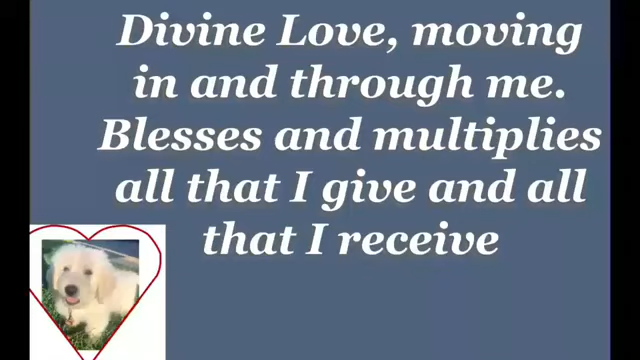 Divine Love, moving
in and through me.
Blesses and multiplies
all that I give and all
that I receive